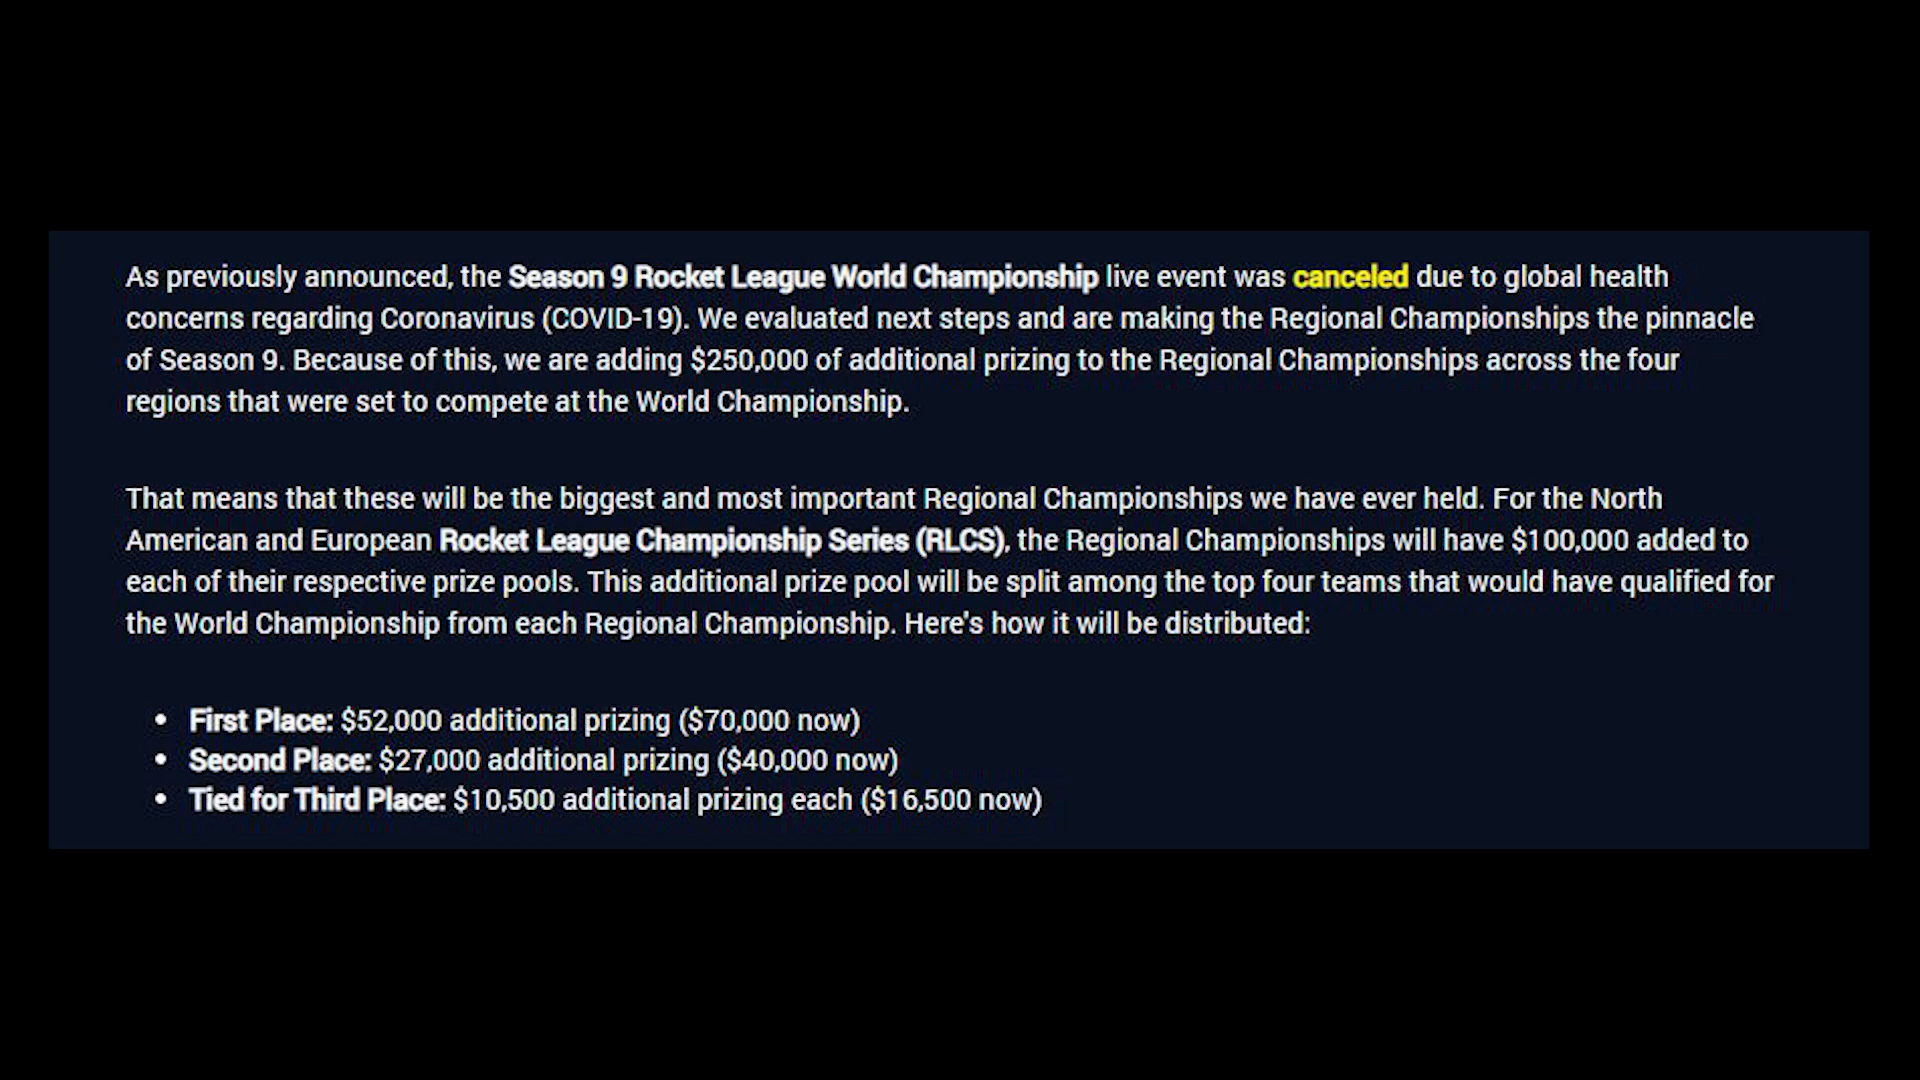 As previously announced, the Season 9 Rocket League World Championship live event was canceled due to global health
concerns regarding Coronavirus (COVID-19). We evaluated next steps and are making the Regional Championships the pinnacle
of Season 9. Because of this, we are adding $250,000 of additional prizing to the Regional Championships across the four
regions that were set to compete at the World Championship.
That means that these will be the biggest and most important Regional Championships we have ever held. For the North
American and European Rocket League Championship Series (RLCS), the Regional Championships will have $100,000 added to
each of their respective prize pools. This additional prize pool will be split among the top four teams that would have qualified for
the World Championship from each Regional Championship. Here's how it will be distributed:
• First Place: $52,000 additional prizing ($70,000 now)
• Second Place: $27,000 additional prizing ($40,000 now)
• Tied for Third Place: $10,500 additional prizing each ($16,500 now)